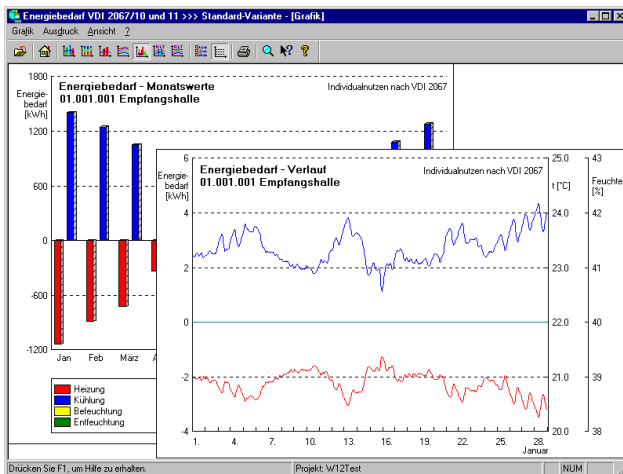 Energiebedarf VDI 2067/10 und 11 >>> Standard-Variante - [Grafik]
Grafik Ausdruck Ansicht ?
1800
Energie-
bedarf
[kWh]
Energiebedarf - Monatswerte
01.001.001 Empfangshalle
Individualnutzen nach VDI 2067
1200
600
0
-600
-1200
Jan Feb März A
Heizung
Kühlung
Befeuchtung
Entfeuchtung
6
Energie-
bedarf
[kWh]
Energiebedarf - Verlauf
01.001.001 Empfangshalle
Individualnutzen nach VDI 2067
25.0
t [°C]
43
Feuchte
[%]
4 24.0 42
2 23.0 41
0 22.0 40
-2 21.0 39
-4 20.0 38
1. 4. 6. 10. 13. 16. 19. 22. 25. 28.
Januar
Drücken Sie F1, um Hilfe zu erhalten. Projekt: W12Test NUM